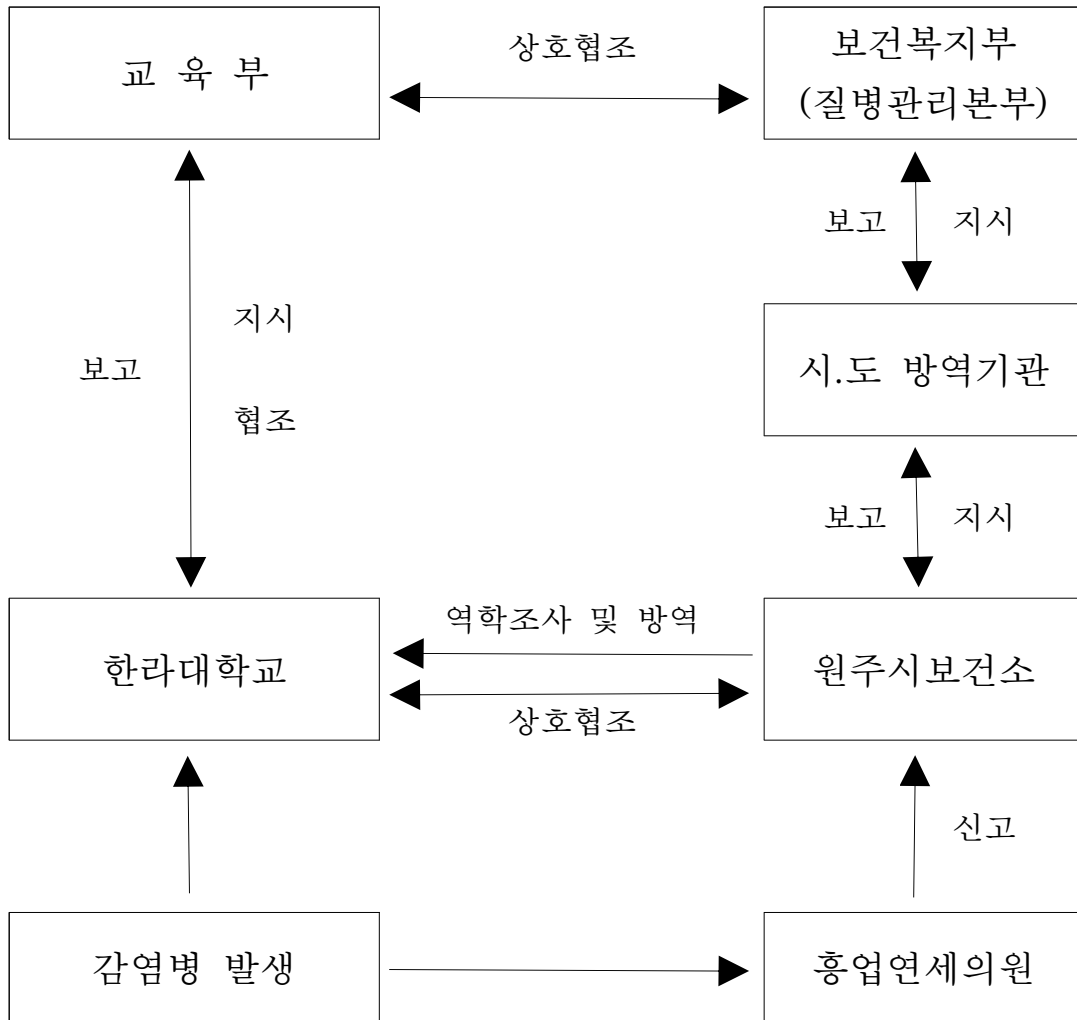 교 육 부
상호협조
보건복지부
(질병관리본부)
보고
지시
지시
보고
협조
시.도 방역기관
보고
지시
역학조사 및 방역
한라대학교
원주시보건소
상호협조
신고
감염병 발생
흥업연세의원